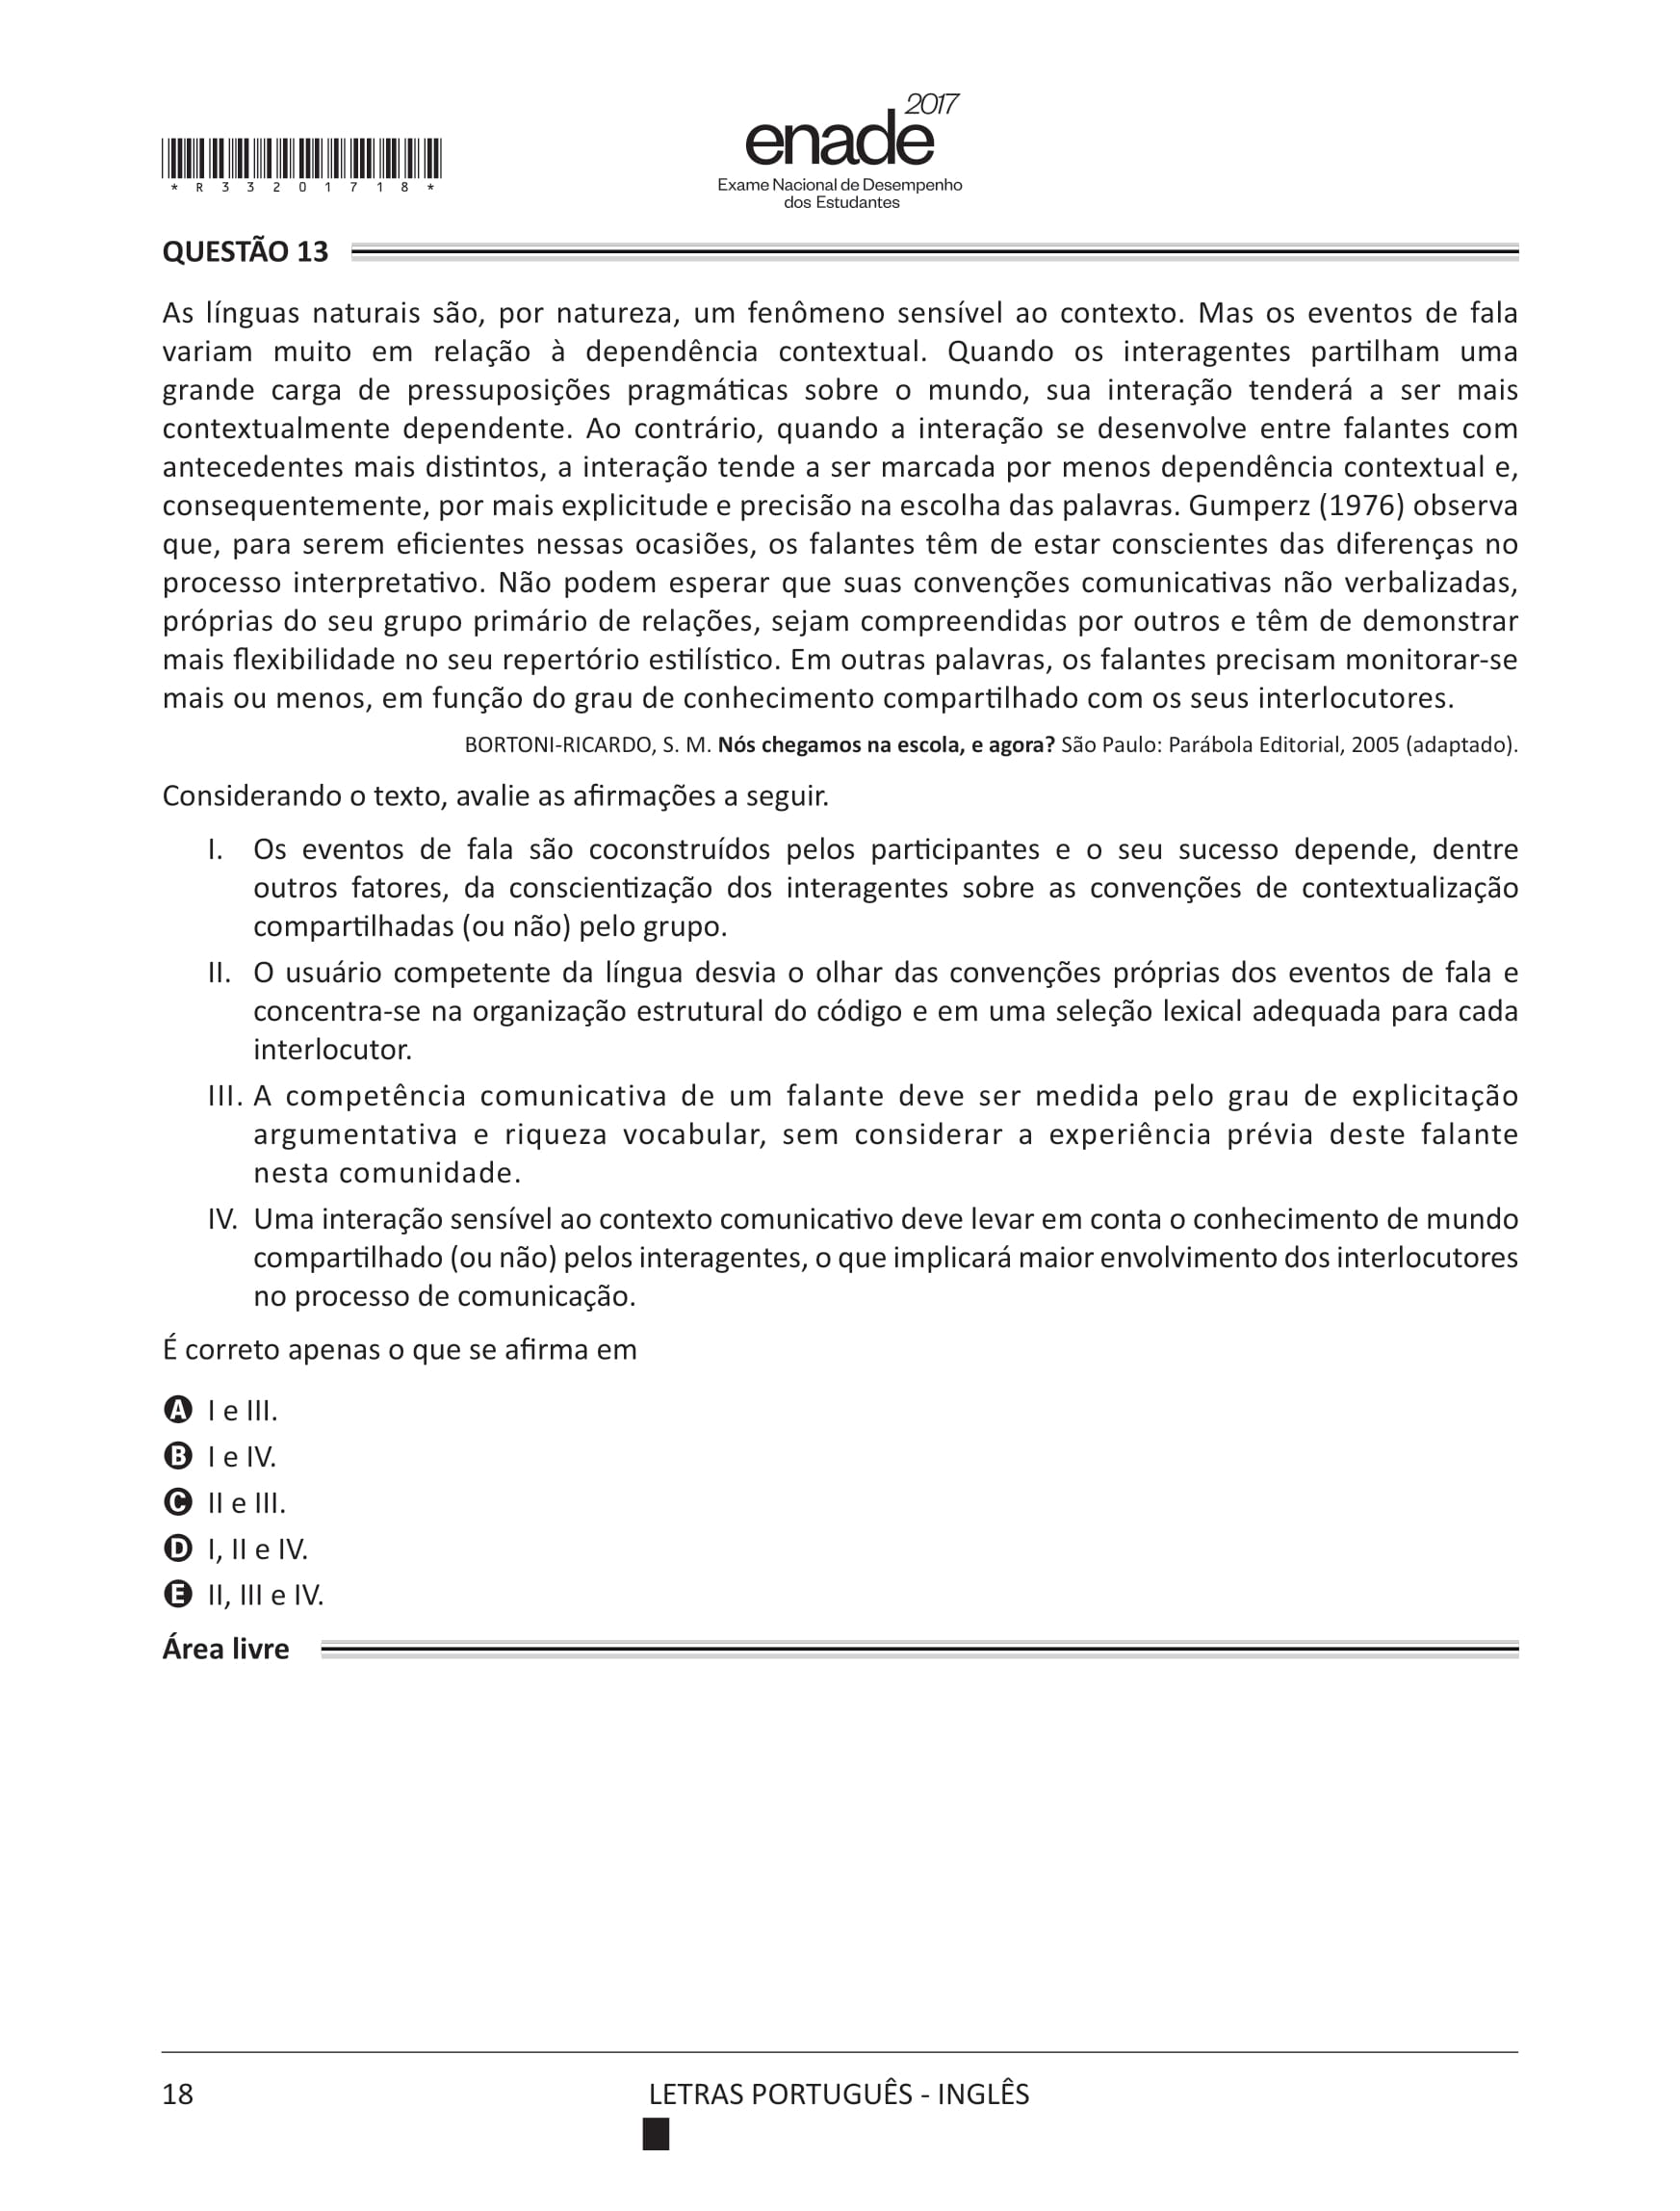 2017
enade
Exame Nacional de Desempenho
dos Estudantes
* R 3 3 2 0 1 7 1 8 *
QUESTÃO 13
As línguas naturais são, por natureza, um fenômeno sensível ao contexto. Mas os eventos de fala
variam muito em relação à dependência contextual. Quando os interagentes partilham uma
grande carga de pressuposições pragmáticas sobre o mundo, sua interação tenderá a ser mais
contextualmente dependente. Ao contrário, quando a interação se desenvolve entre falantes com
antecedentes mais distintos, a interação tende a ser marcada por menos dependência contextual e,
consequentemente, por mais explicitude e precisão na escolha das palavras. Gumperz (1976) observa
que, para serem eficientes nessas ocasiões, os falantes têm de estar conscientes das diferenças no
processo interpretativo. Não podem esperar que suas convenções comunicativas não verbalizadas,
próprias do seu grupo primário de relações, sejam compreendidas por outros e têm de demonstrar
mais flexibilidade no seu repertório estilístico. Em outras palavras, os falantes precisam monitorar-se
mais ou menos, em função do grau de conhecimento compartilhado com os seus interlocutores.
BORTONI-RICARDO, S. M. Nós chegamos na escola, e agora? São Paulo: Parábola Editorial, 2005 (adaptado).
Considerando o texto, avalie as afirmações a seguir.
I. Os eventos de fala são coconstruídos pelos participantes e o seu sucesso depende, dentre
outros fatores, da conscientização dos interagentes sobre as convenções de contextualização
compartilhadas (ou não) pelo grupo.
II. O usuário competente da língua desvia o olhar das convenções próprias dos eventos de fala e
concentra-se na organização estrutural do código e em uma seleção lexical adequada para cada
interlocutor.
III. A competência comunicativa de um falante deve ser medida pelo grau de explicitação
argumentativa e riqueza vocabular, sem considerar a experiência prévia deste falante
nesta comunidade.
IV. Uma interação sensível ao contexto comunicativo deve levar em conta o conhecimento de mundo
compartilhado (ou não) pelos interagentes, o que implicará maior envolvimento dos interlocutores
no processo de comunicação.
É correto apenas o que se afirma em
A I e III.
B I e IV.
C II e III.
D I, II e IV.
E II, III e IV.
Área livre
18
LETRAS PORTUGUÊS - INGLÊS